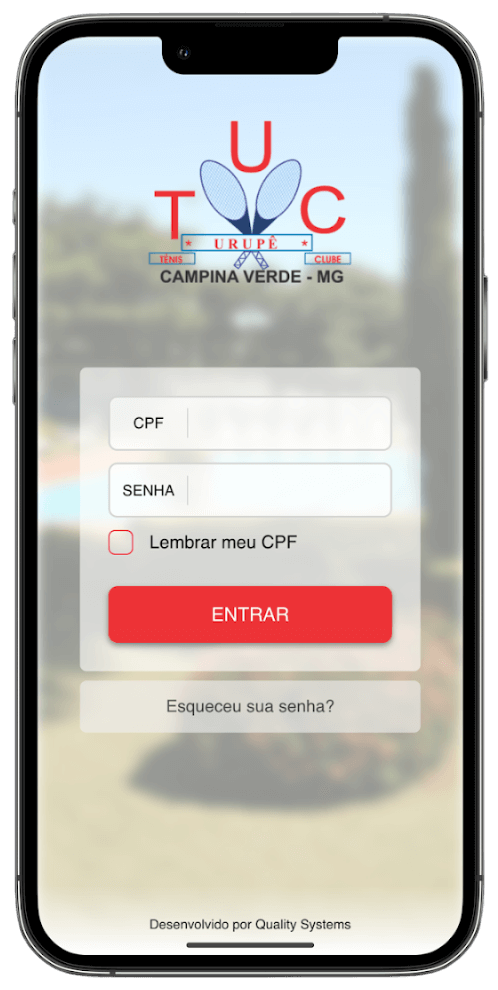 U
T C
★ URUPÊ ★
TÊNIS CLUBE
CAMPINA VERDE - MG
CPF
SENHA
Lembrar meu CPF
ENTRAR
Esqueceu sua senha?
Desenvolvido por Quality Systems